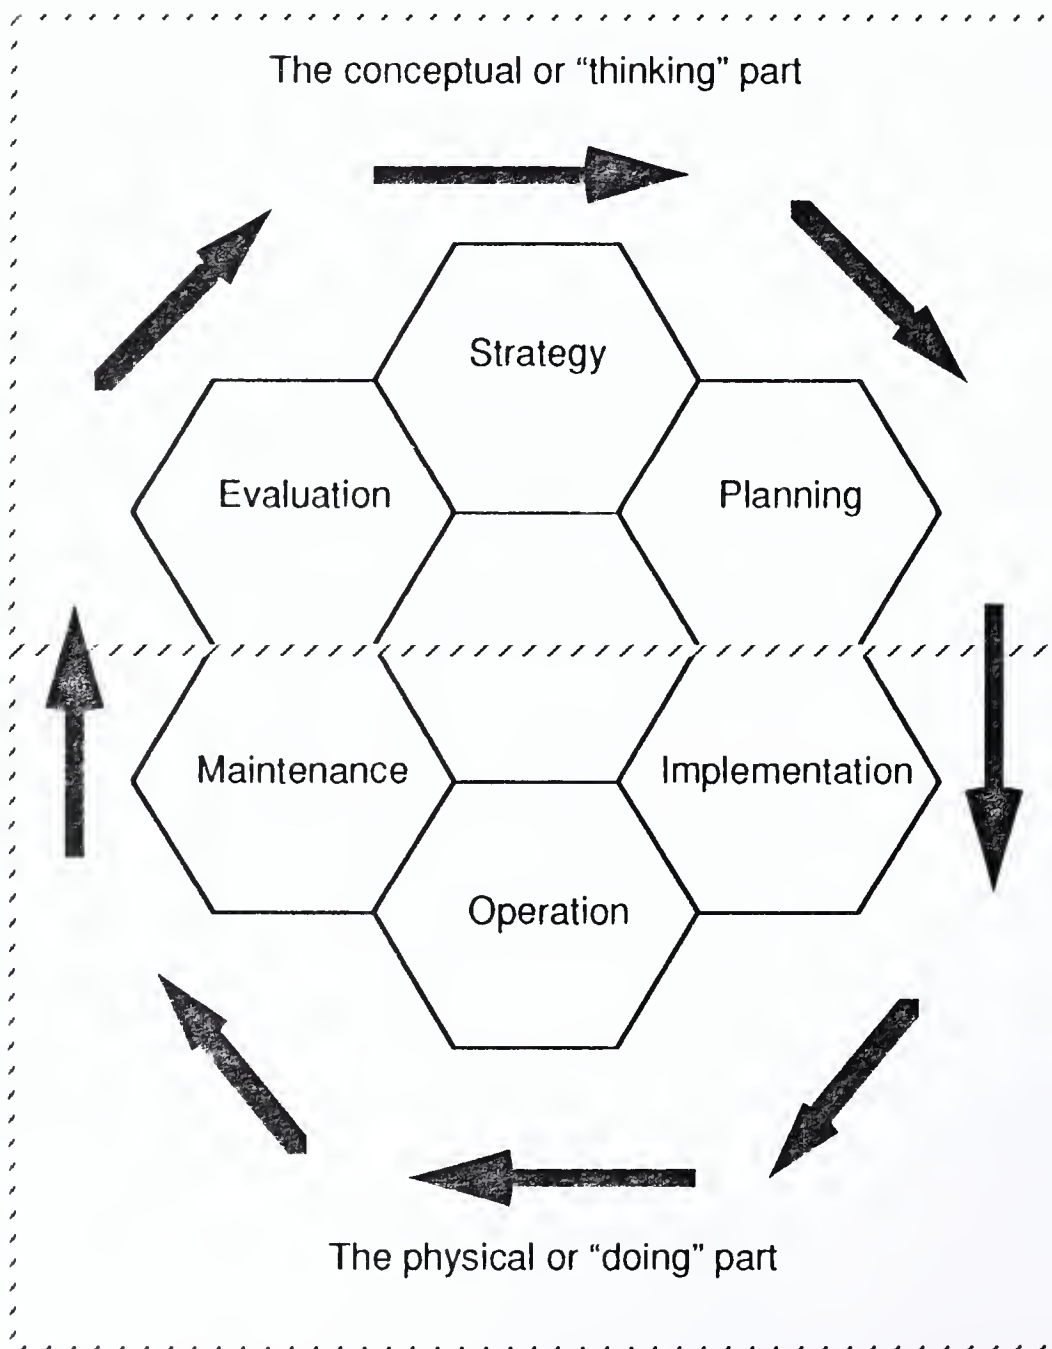 The conceptual or “thinking” part
Strategy
Evaluation
Planning
Maintenance
Implementation
Operation
The physical or “doing” part